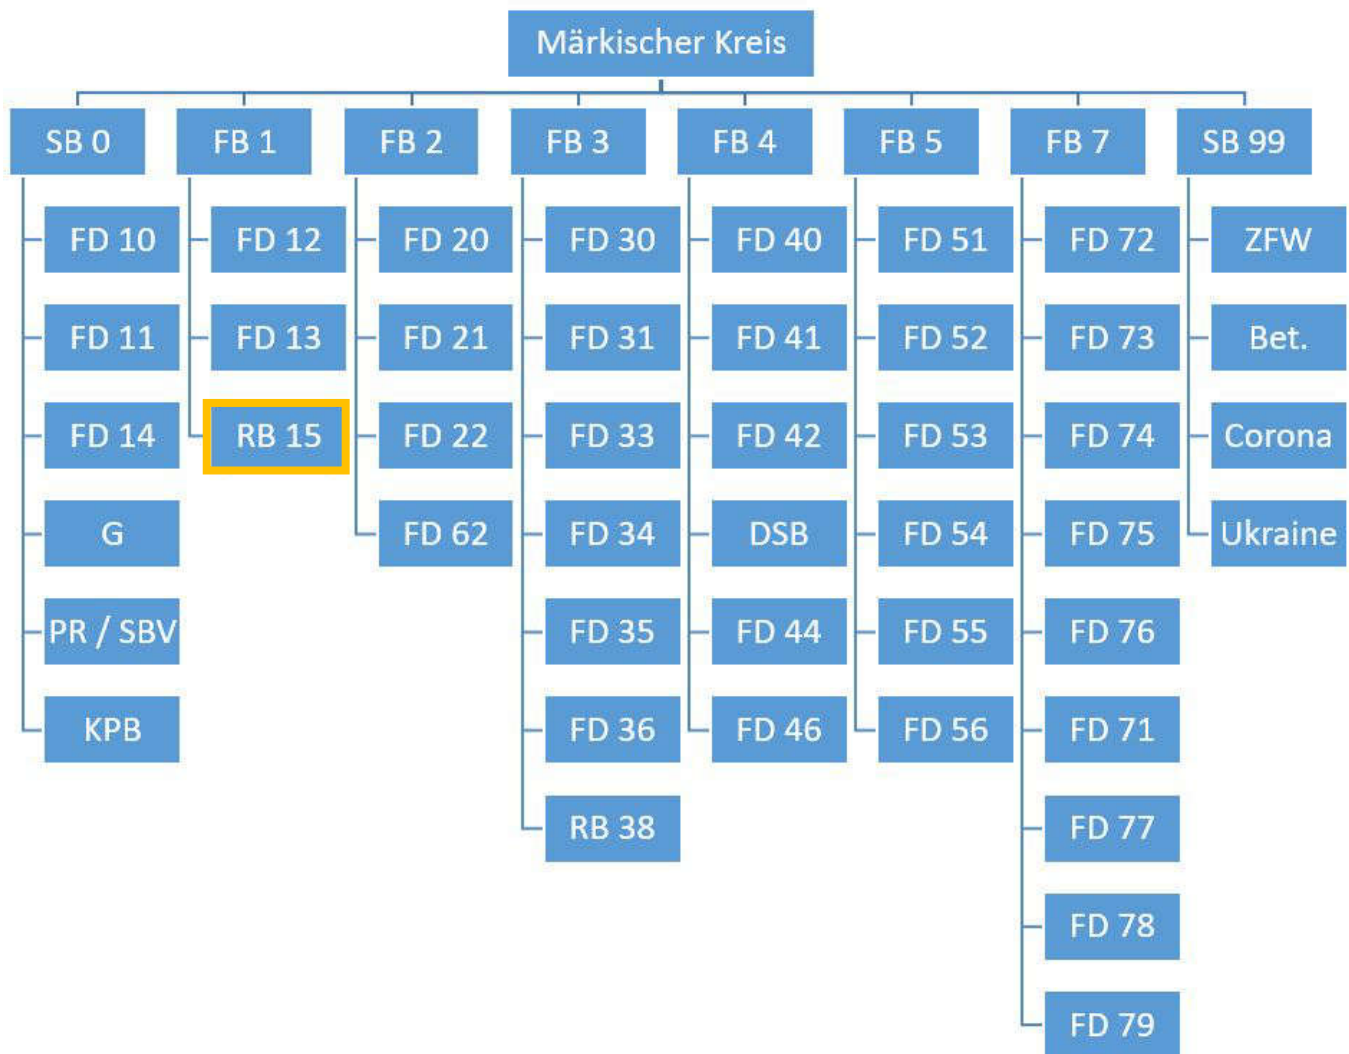 Märkischer Kreis
SB 0
FB 1
FB 2
FB 3
FB 4
FB 5
FB 7
SB 99
FD 10
FD 12
FD 20
FD 30
FD 40
FD 51
FD 72
ZFW
FD 11
FD 13
FD 21
FD 31
FD 41
FD 52
FD 73
Bet.
FD 14
RB 15
FD 22
FD 33
FD 42
FD 53
FD 74
Corona
G
FD 62
FD 34
DSB
FD 54
FD 75
Ukraine
PR / SBV
FD 35
FD 44
FD 55
FD 76
KPB
FD 36
FD 46
FD 56
FD 71
RB 38
FD 77
FD 78
FD 79